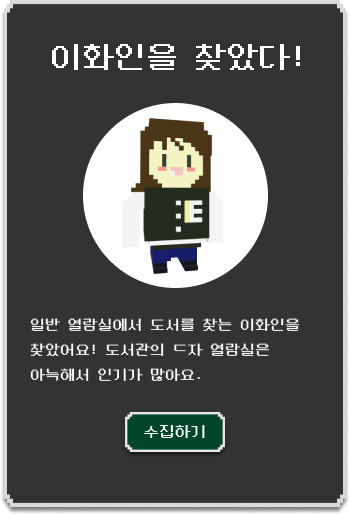 이화인을 찾았다!
E
일반 열람실에서 도서를 찾는 이화인을
찾았어요! 도서관의 ㄷ자 열람실은
아늑해서 인기가 많아요.
수집하기